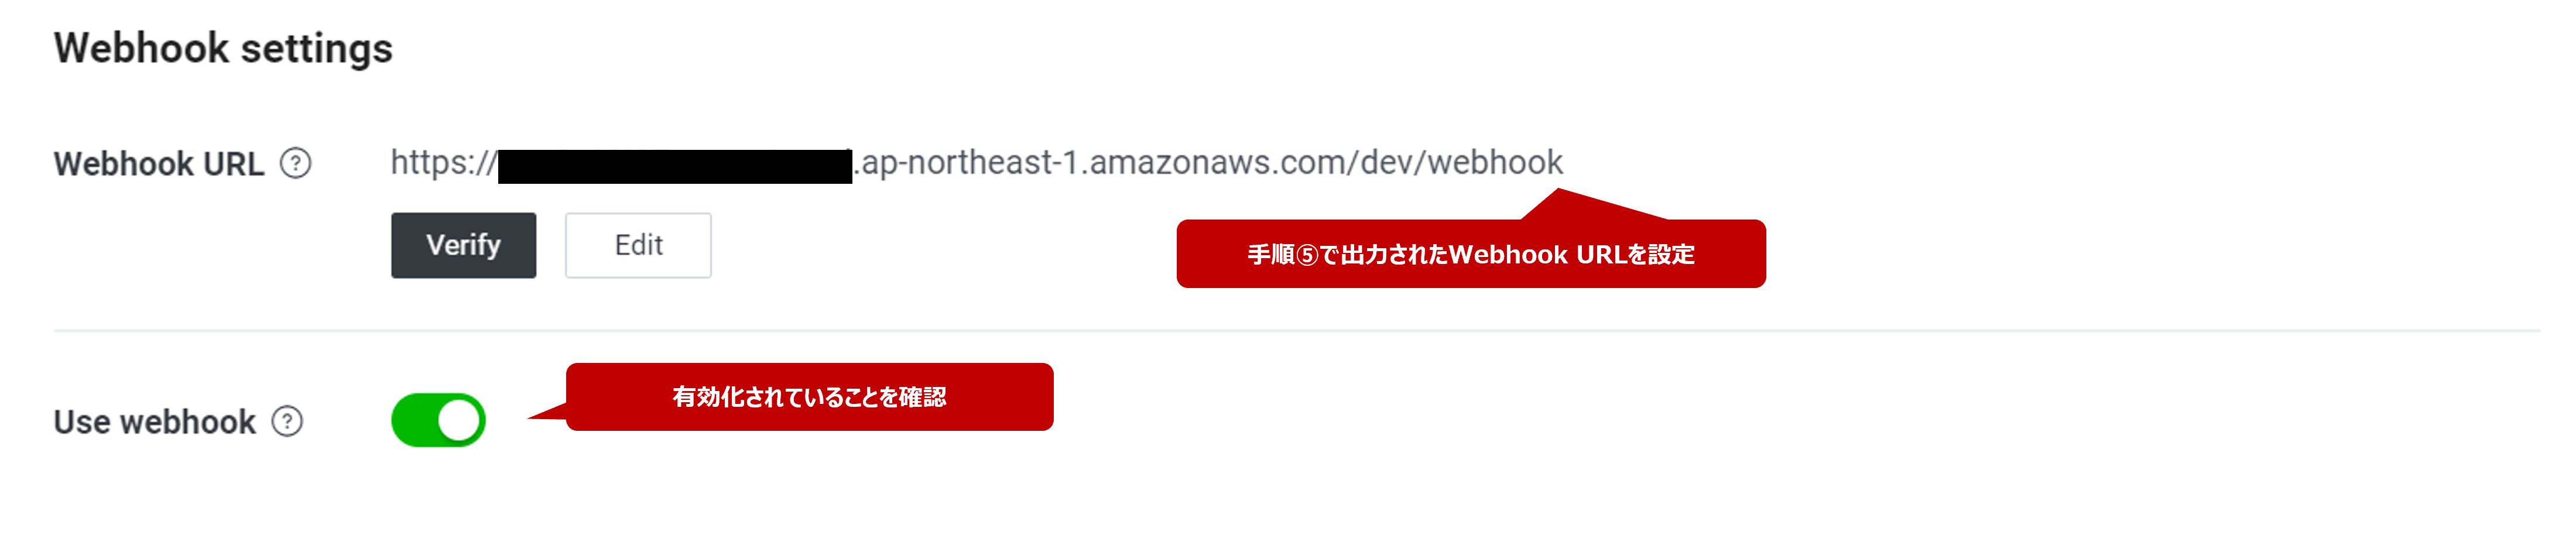 Webhook settings
Webhook URL ? https://.ap-northeast-1.amazonaws.com/dev/webhook
Verify Edit
手順⑤で出力されたWebhook URLを設定
有効化されていることを確認
Use webhook ?